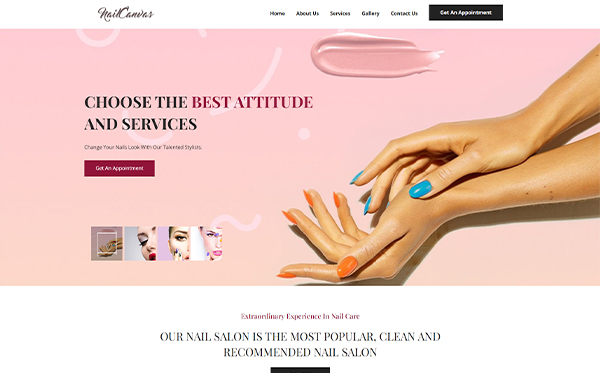 NailCanvas
Home About Us Services Gallery Contact Us Get An Appointment
CHOOSE THE BEST ATTITUDE
AND SERVICES
Change Your Nails Look With Our Talented Stylists.
Get An Appointment
Extraordinary Experience In Nail Care
OUR NAIL SALON IS THE MOST POPULAR, CLEAN AND
RECOMMENDED NAIL SALON